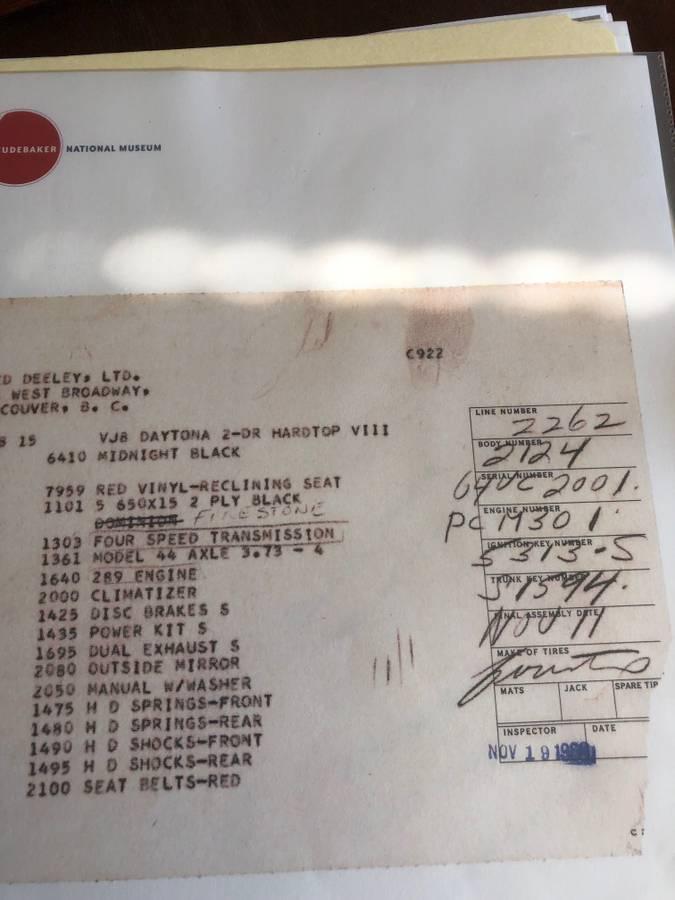 UDEBAKER NATIONAL MUSEUM
C922
D DEELEY, LTD.
WEST BROADWAY,
COUVER, B. C.
8 15 VJ8 DAYTONA 2-DR HARDTOP VIII
6410 MIDNIGHT BLACK
7959 RED VINYL-RECLINING SEAT
1101 5 650X15 2 PLY BLACK
DOMINION FIRESTONE
1303 FOUR SPEED TRANSMISSION
1361 MODEL 44 AXLE 3.73 - 4
1640 289 ENGINE
2000 CLIMATIZER
1425 DISC BRAKES S
1435 POWER KIT S
1695 DUAL EXHAUST S
2080 OUTSIDE MIRROR
2050 MANUAL W/WASHER
1475 H D SPRINGS-FRONT
1480 H D SPRINGS-REAR
1490 H D SHOCKS-FRONT
1495 H D SHOCKS-REAR
2100 SEAT BELTS-RED
LINE NUMBER
2262
BODY NUMBER
2124
SERIAL NUMBER
64VC2001.
ENGINE NUMBER
PCM301.
IGNITION KEY NUMBER
S313-S
TRUNK KEY NUMBER
S1594.
FINAL ASSEMBLY DATE
NOV 11
MAKE OF TIRES
MATS JACK SPARE TIR
INSPECTOR DATE
NOV 19
C